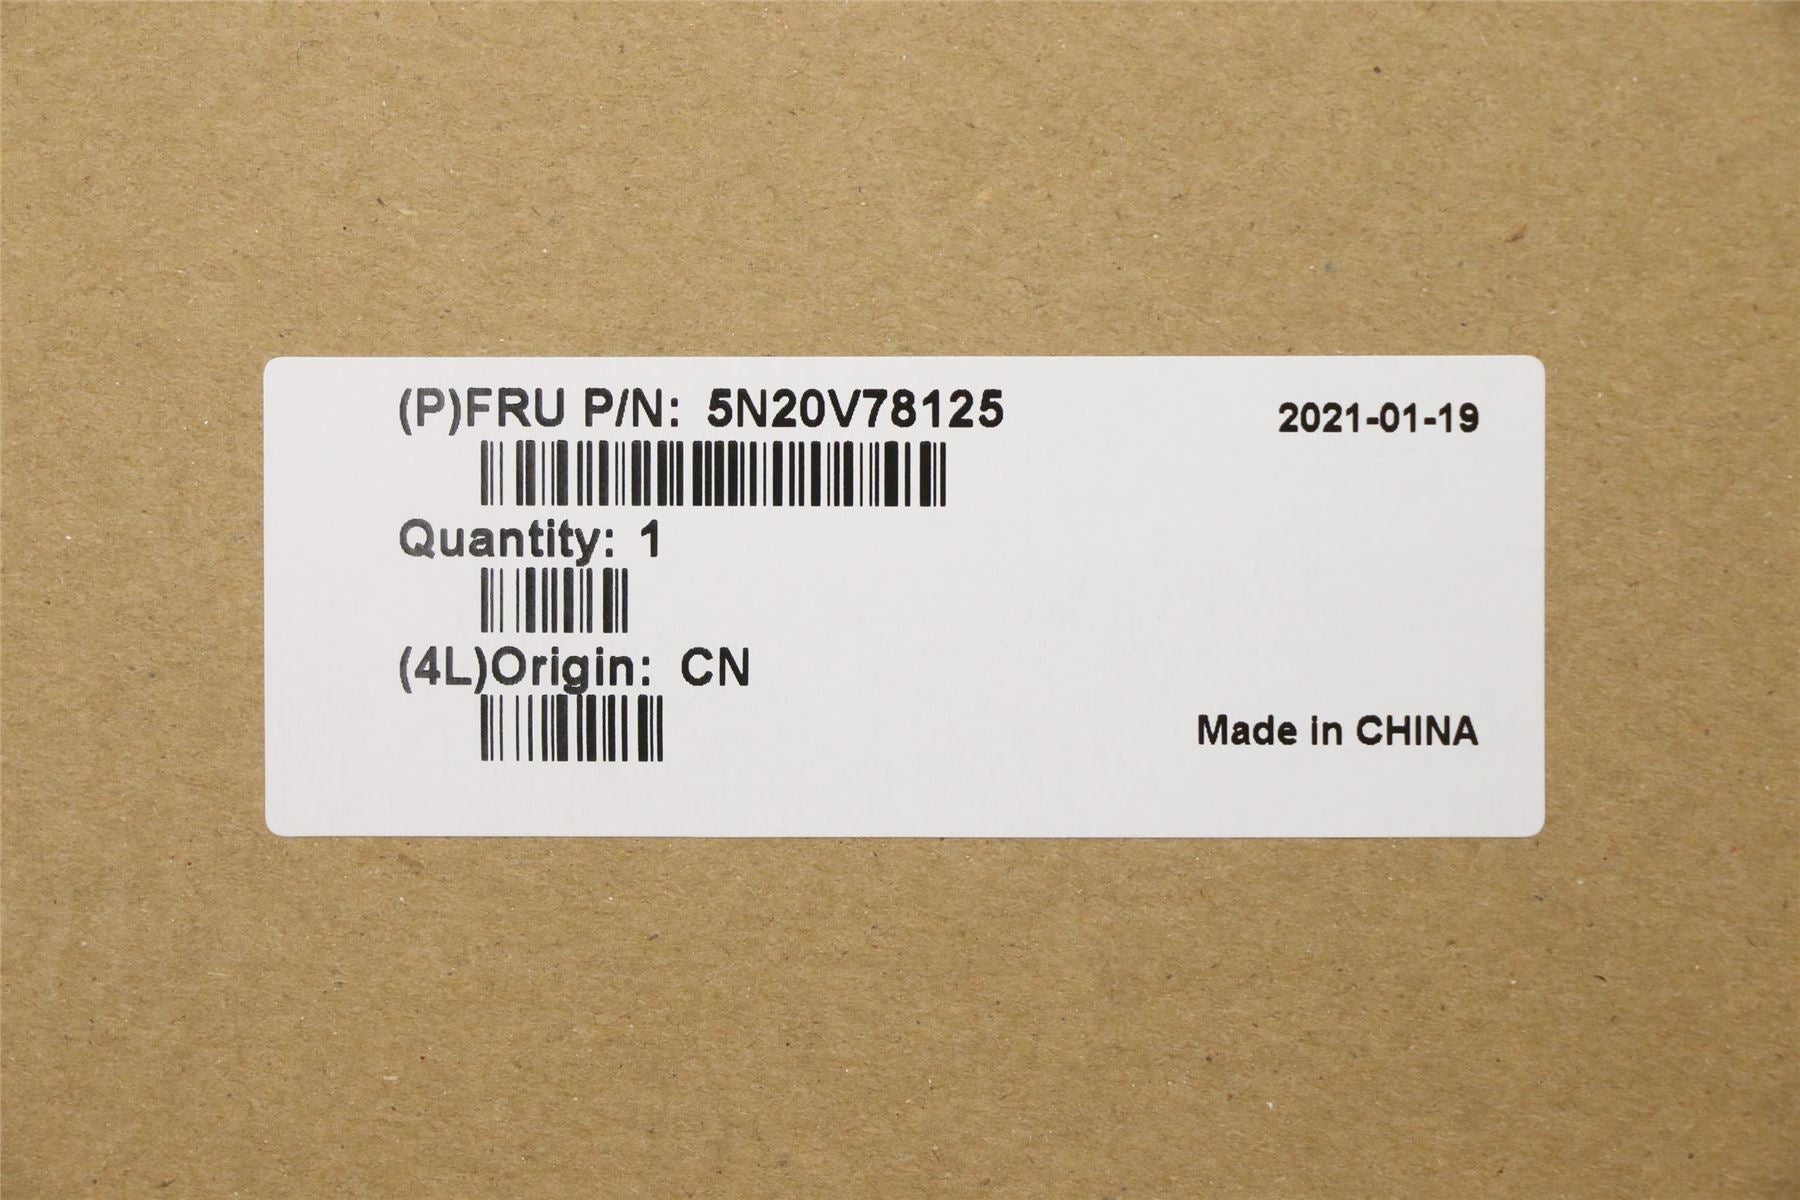 (P)FRU P/N: 5N20V78125
2021-01-19
Quantity: 1
(4L)Origin: CN
Made in CHINA